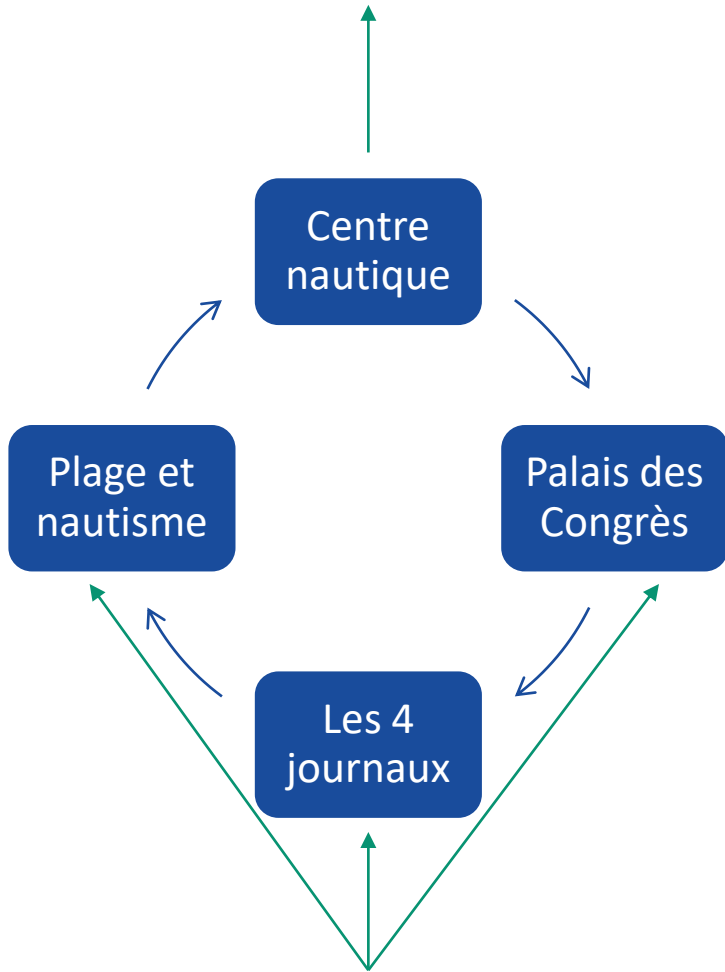 Centre
nautique
Plage et
nautisme
Palais des
Congrès
Les 4
journaux